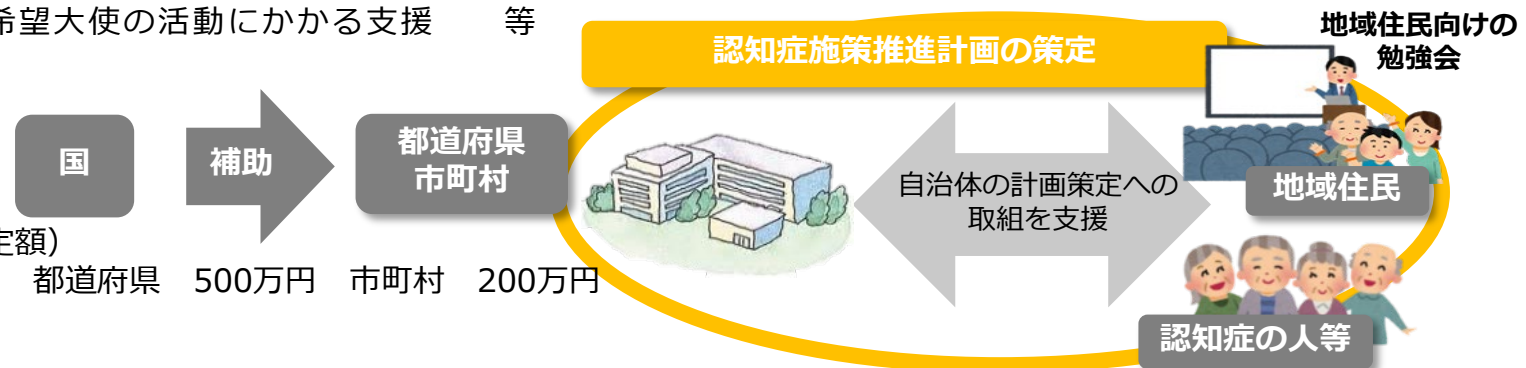 希望大使の活動にかかる支援　　等
認知症施策推進計画の策定
地域住民向けの
勉強会
国
補助
都道府県
市町村
自治体の計画策定への
取組を支援
地域住民
定額）
都道府県　500万円　市町村　200万円
認知症の人等